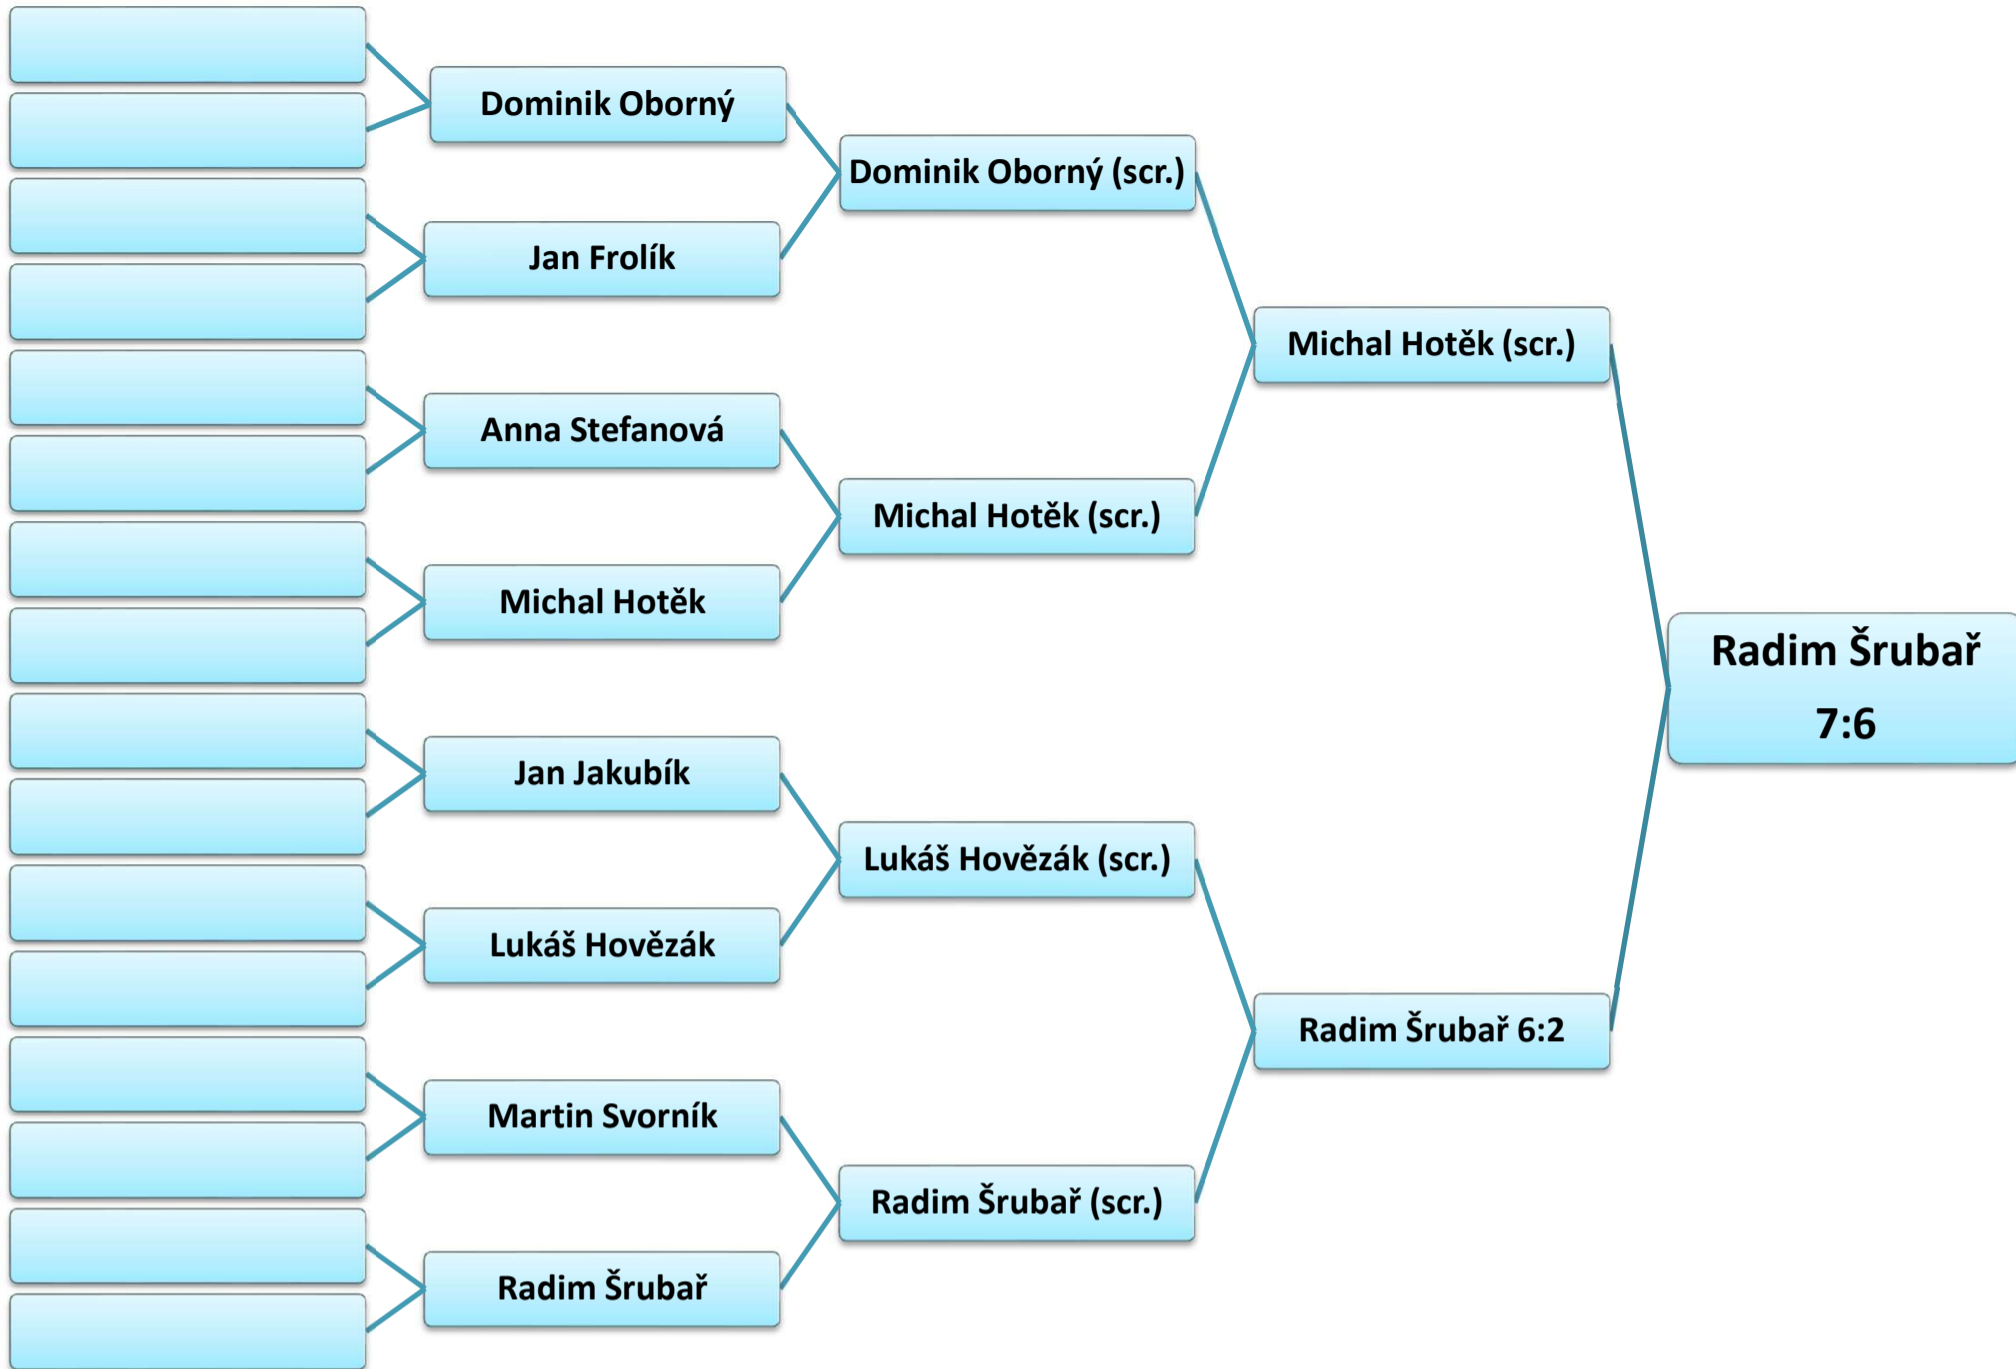 Dominik Oborný
Jan Frolík
Anna Stefanová
Michal Hotěk
Jan Jakubík
Lukáš Hovězák
Martin Svorník
Radim Šrubař
Dominik Oborný (scr.)
Michal Hotěk (scr.)
Lukáš Hovězák (scr.)
Radim Šrubař (scr.)
Michal Hotěk (scr.)
Radim Šrubař 6:2
Radim Šrubař
7:6